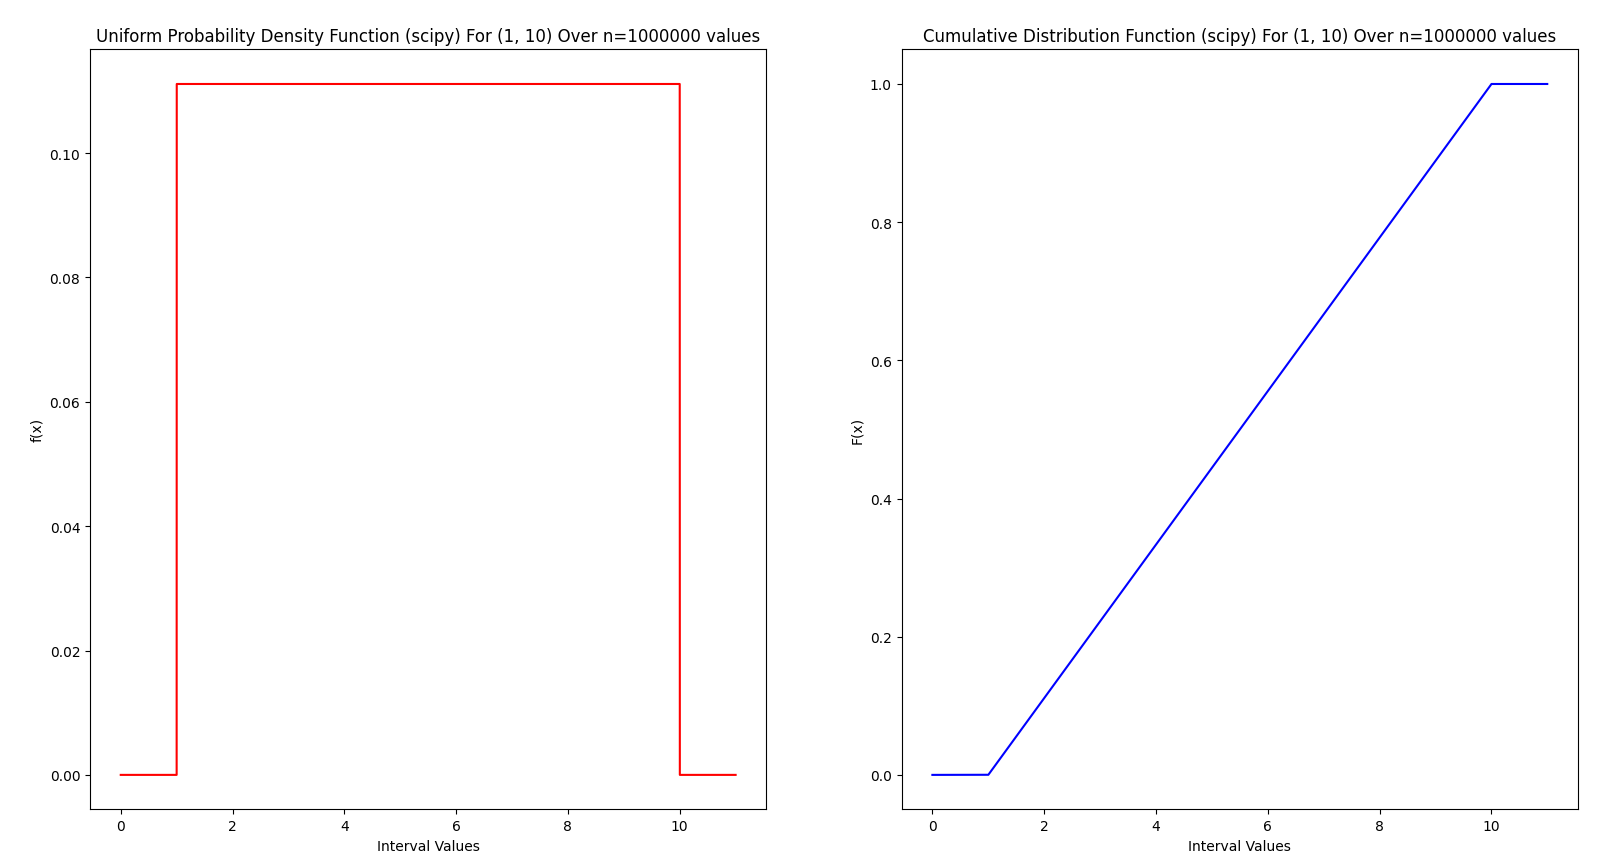 Uniform Probability Density Function (scipy) For (1, 10) Over n=1000000 values
0.10
0.08
0.06
0.04
0.02
0.00
f(x)
0 2 4 6 8 10
Interval Values
Cumulative Distribution Function (scipy) For (1, 10) Over n=1000000 values
1.0
0.8
0.6
0.4
0.2
0.0
F(x)
0 2 4 6 8 10
Interval Values